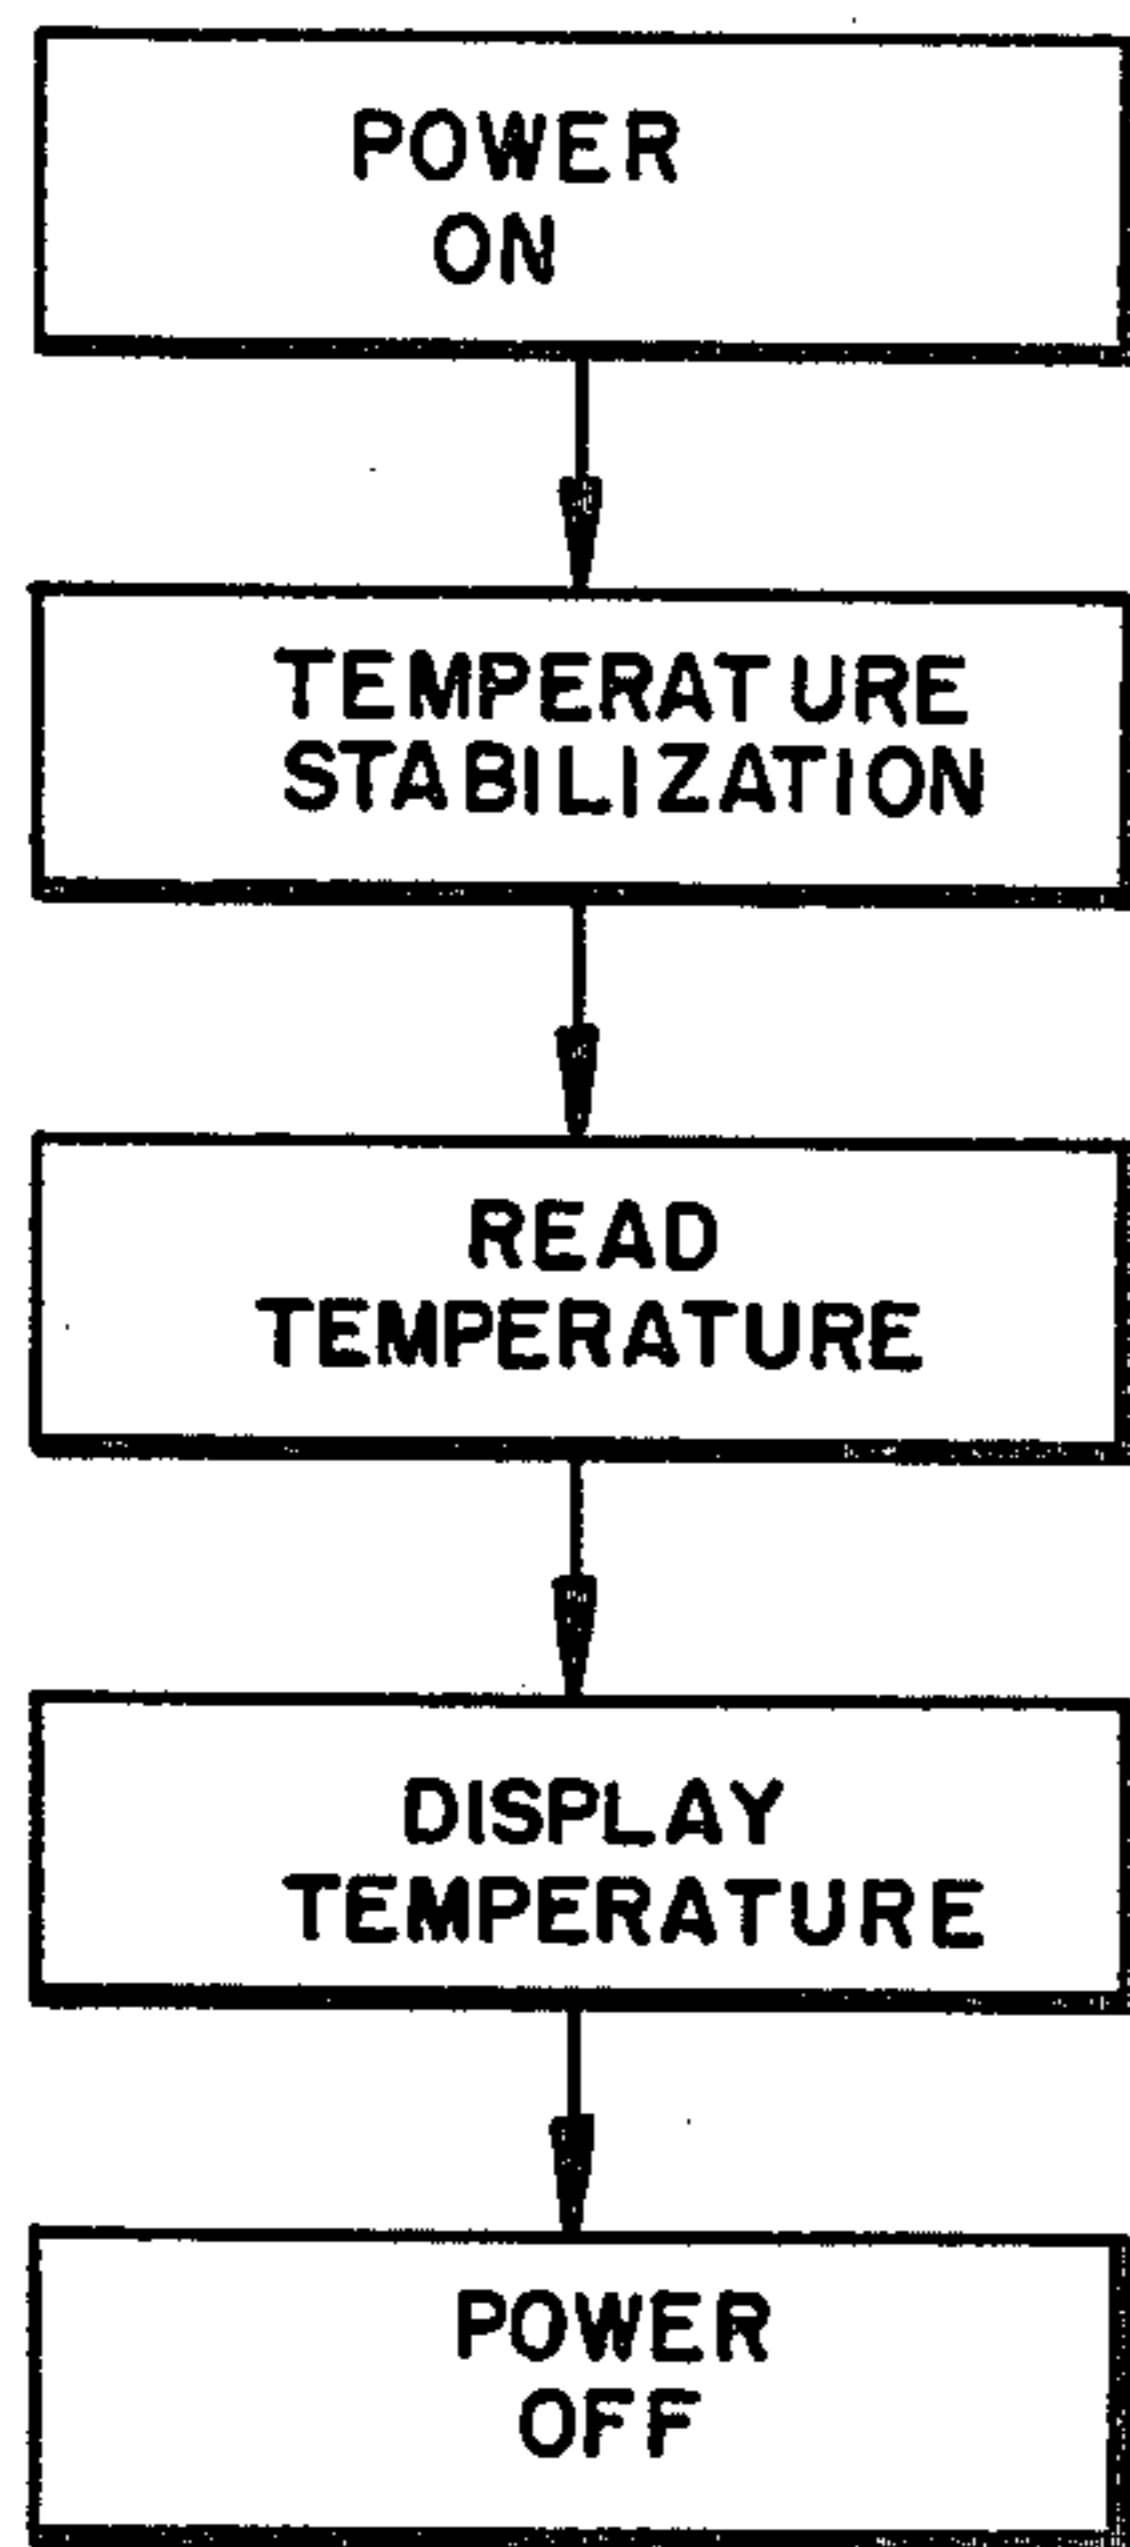 POWER
ON
TEMPERATURE
STABILIZATION
READ
TEMPERATURE
DISPLAY
TEMPERATURE
POWER
OFF